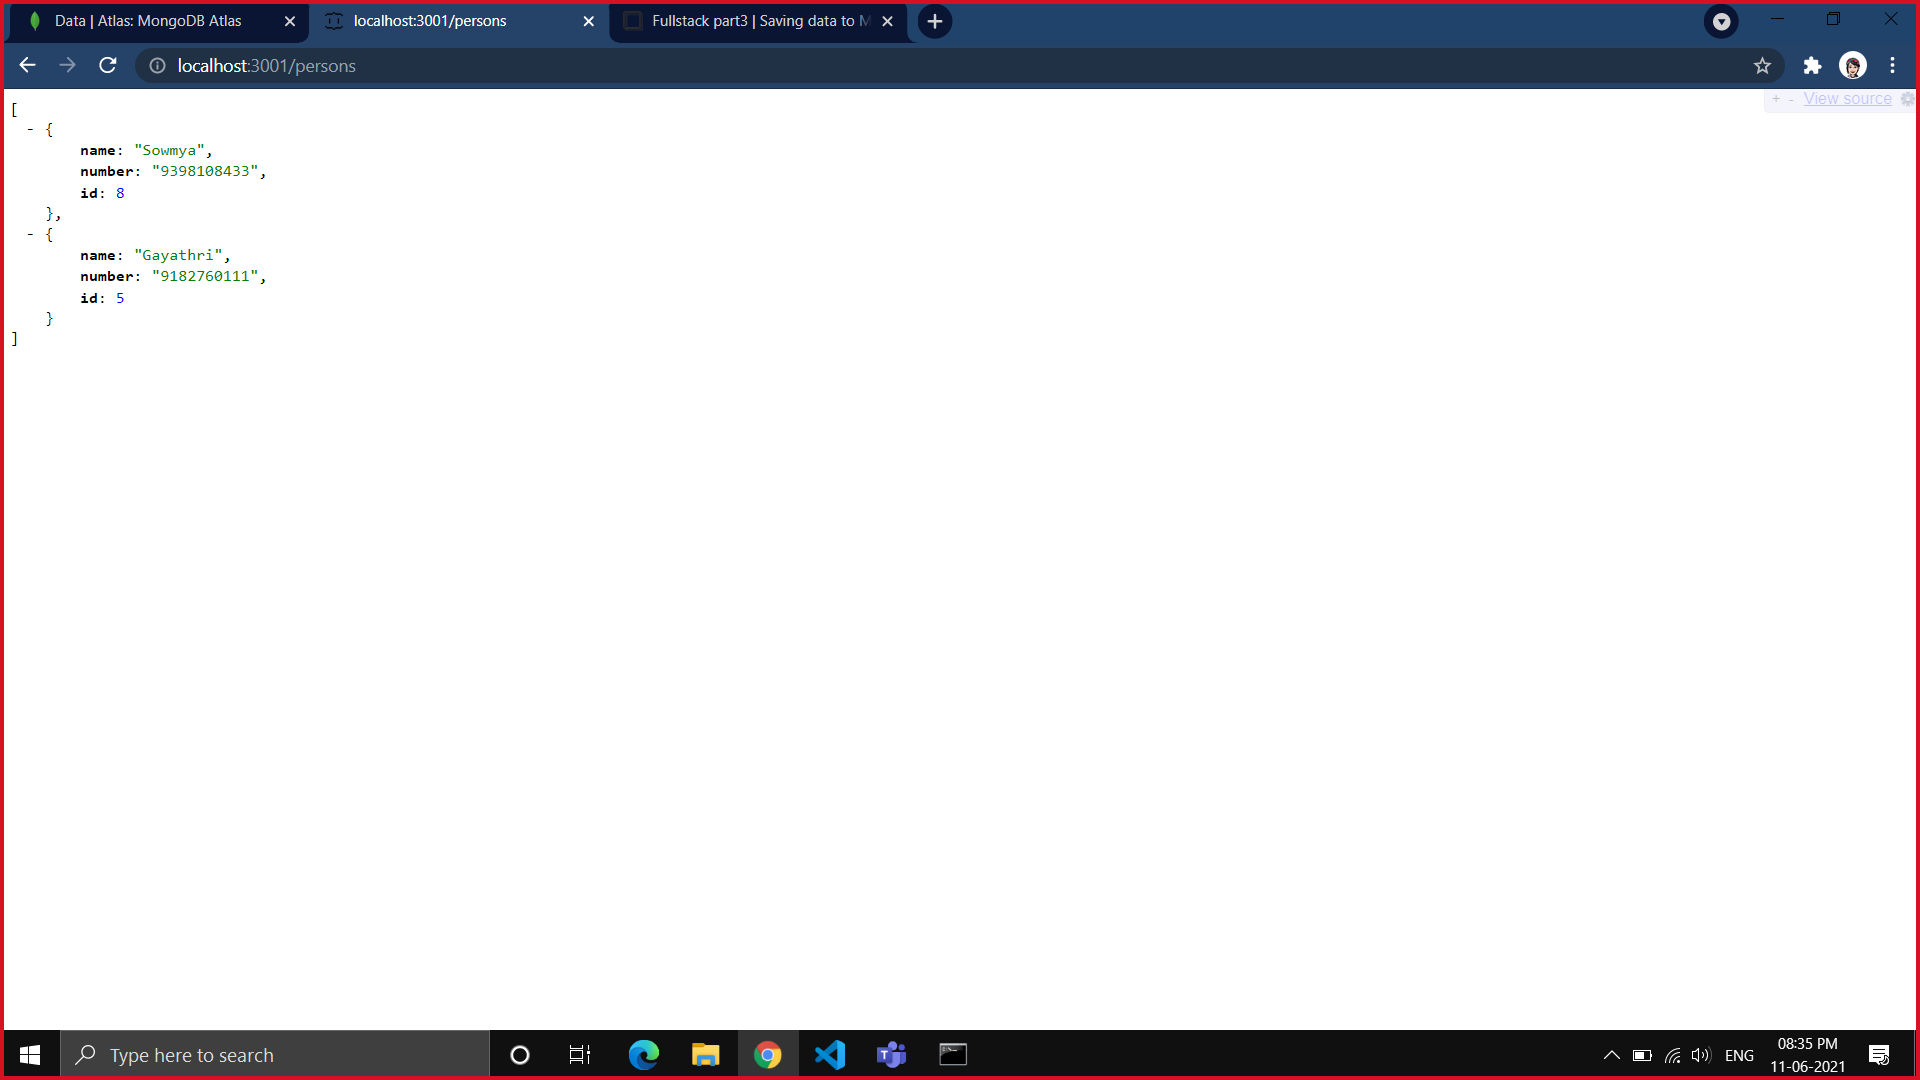 Data | Atlas: MongoDB Atlas
localhost:3001/persons
Fullstack part3 | Saving data to M
localhost:3001/persons
+ - View source
[
- {
name: "Sowmya",
number: "9398108433",
id: 8
},
- {
name: "Gayathri",
number: "9182760111",
id: 5
}
]
Type here to search
ENG
08:35 PM
11-06-2021